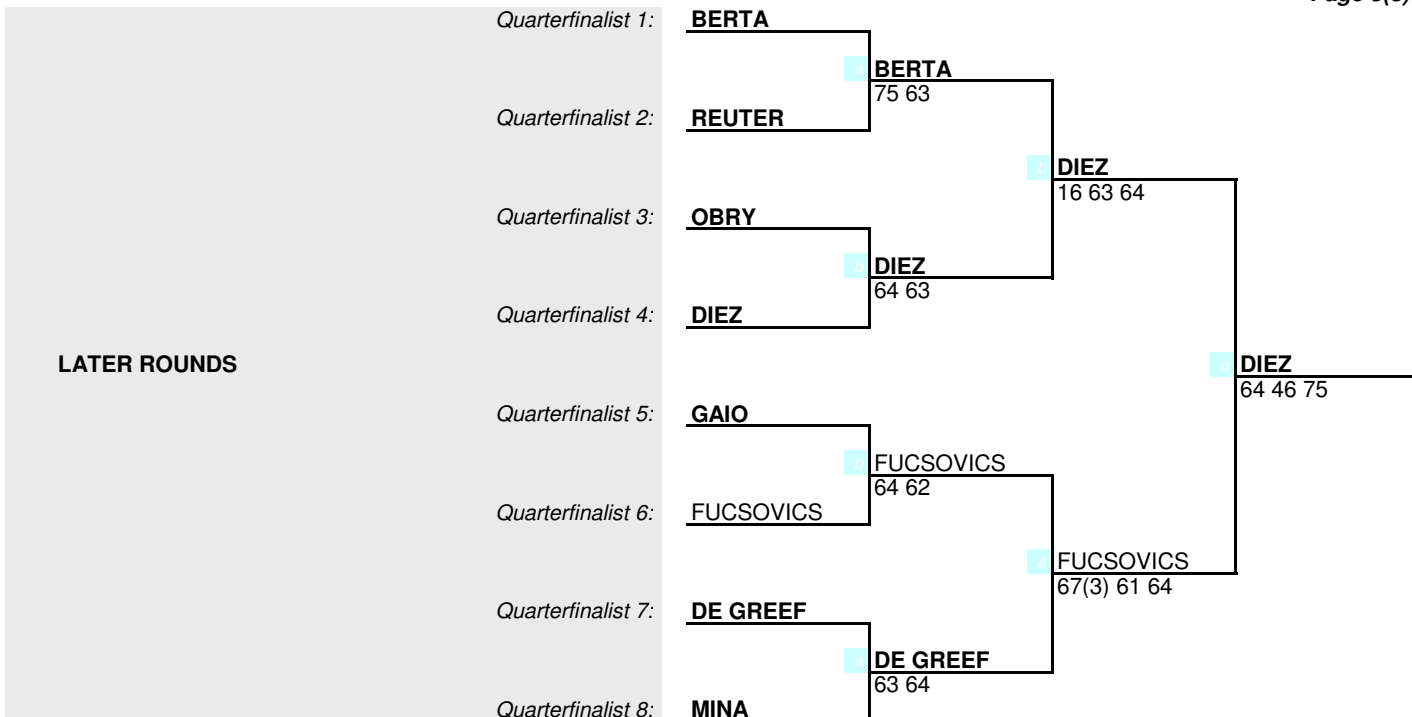 Quarterfinalist 1: BERTA
a BERTA
75 63
Quarterfinalist 2: REUTER
b DIEZ
16 63 64
Quarterfinalist 3: OBRY
b DIEZ
64 63
Quarterfinalist 4: DIEZ
LATER ROUNDS
a DIEZ
64 46 75
Quarterfinalist 5: GAIO
b FUCSOVICS
64 62
Quarterfinalist 6: FUCSOVICS
a FUCSOVICS
67(3) 61 64
Quarterfinalist 7: DE GREEF
a DE GREEF
63 64
Quarterfinalist 8: MINA